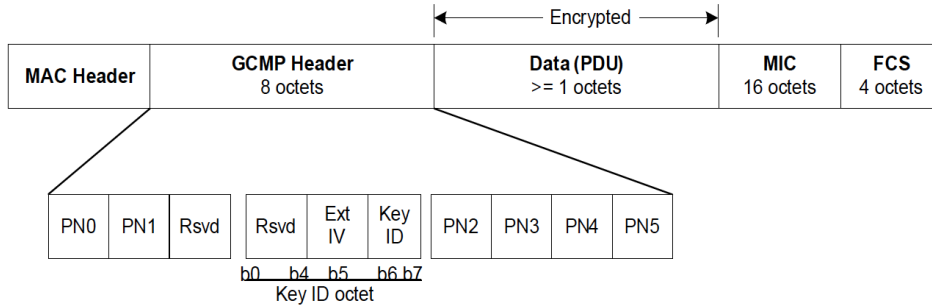 Encrypted
MAC Header
GCMP Header
8 octets
Data (PDU)
>= 1 octets
MIC
16 octets
FCS
4 octets
PN0 PN1 Rsvd Rsvd Ext IV Key ID PN2 PN3 PN4 PN5
b0 b4 b5 b6 b7
Key ID octet